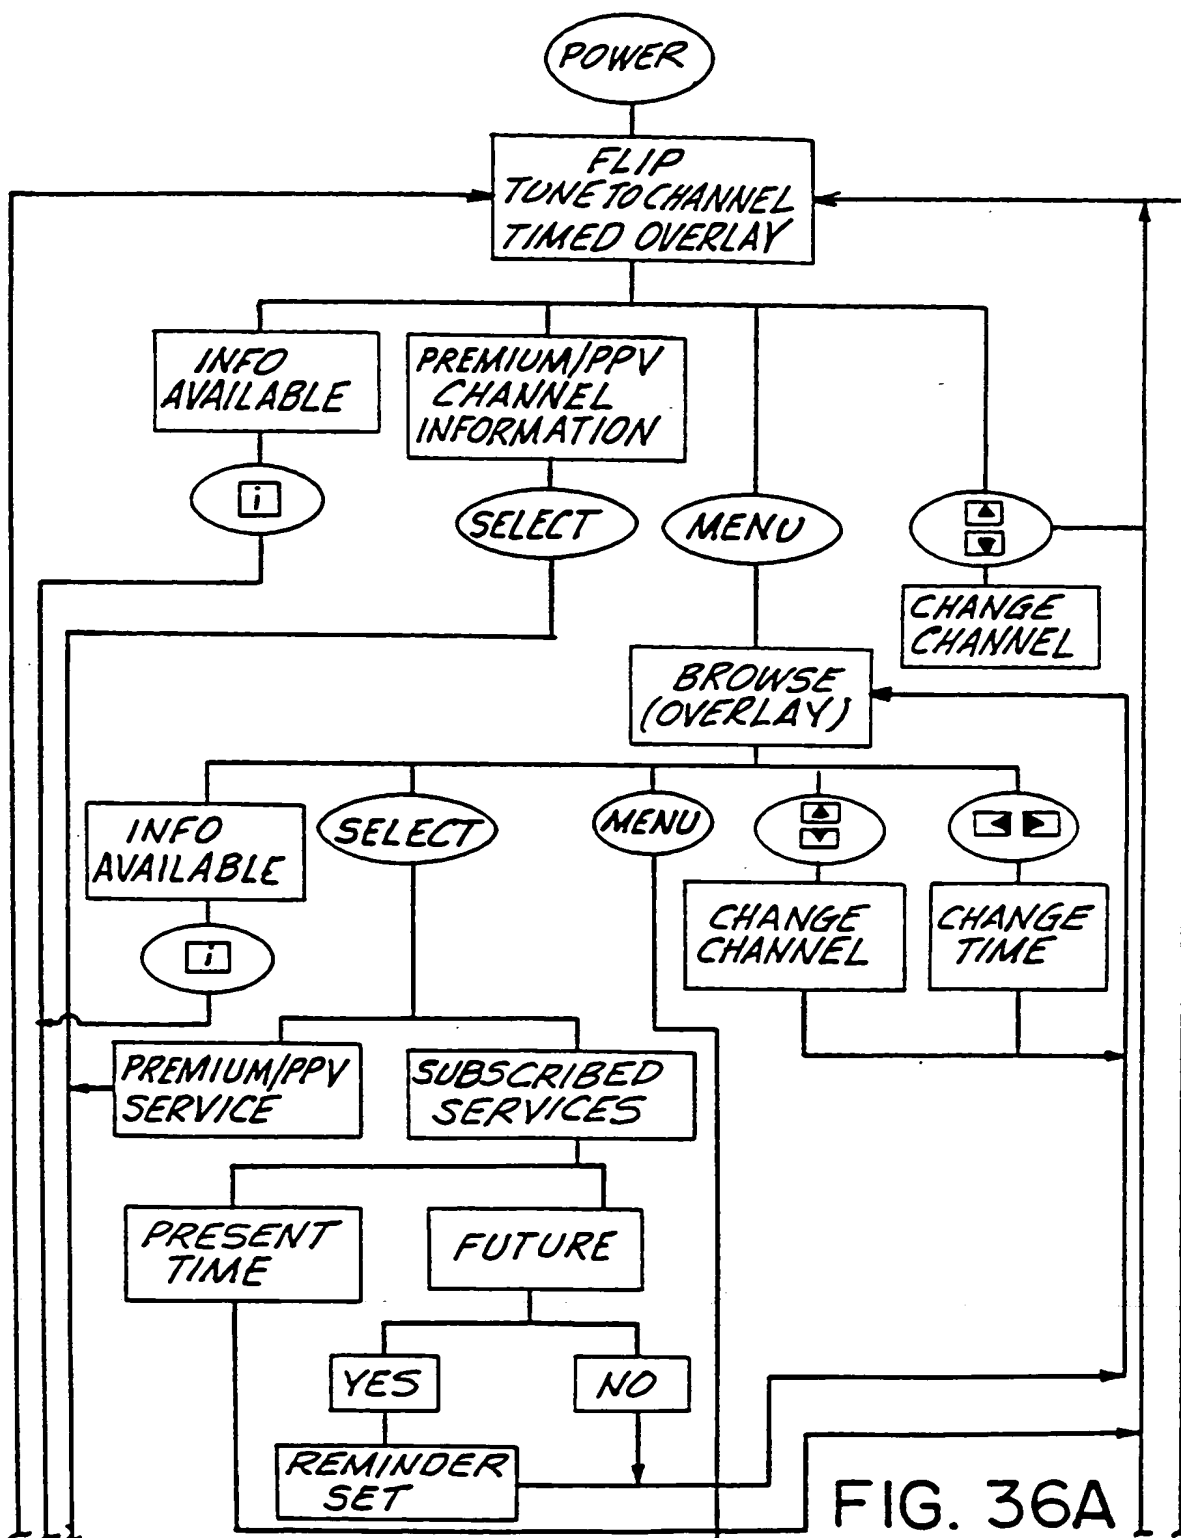 POWER
FLIP
TUNE TO CHANNEL
TIMED OVERLAY
INFO
AVAILABLE
PREMIUM/PPV
CHANNEL
INFORMATION
i
SELECT
MENU
CHANGE
CHANNEL
BROWSE
(OVERLAY)
INFO
AVAILABLE
SELECT
MENU
CHANGE
CHANNEL
CHANGE
TIME
i
PREMIUM/PPV
SERVICE
SUBSCRIBED
SERVICES
PRESENT
TIME
FUTURE
YES
NO
REMINDER
SET
FIG. 36A